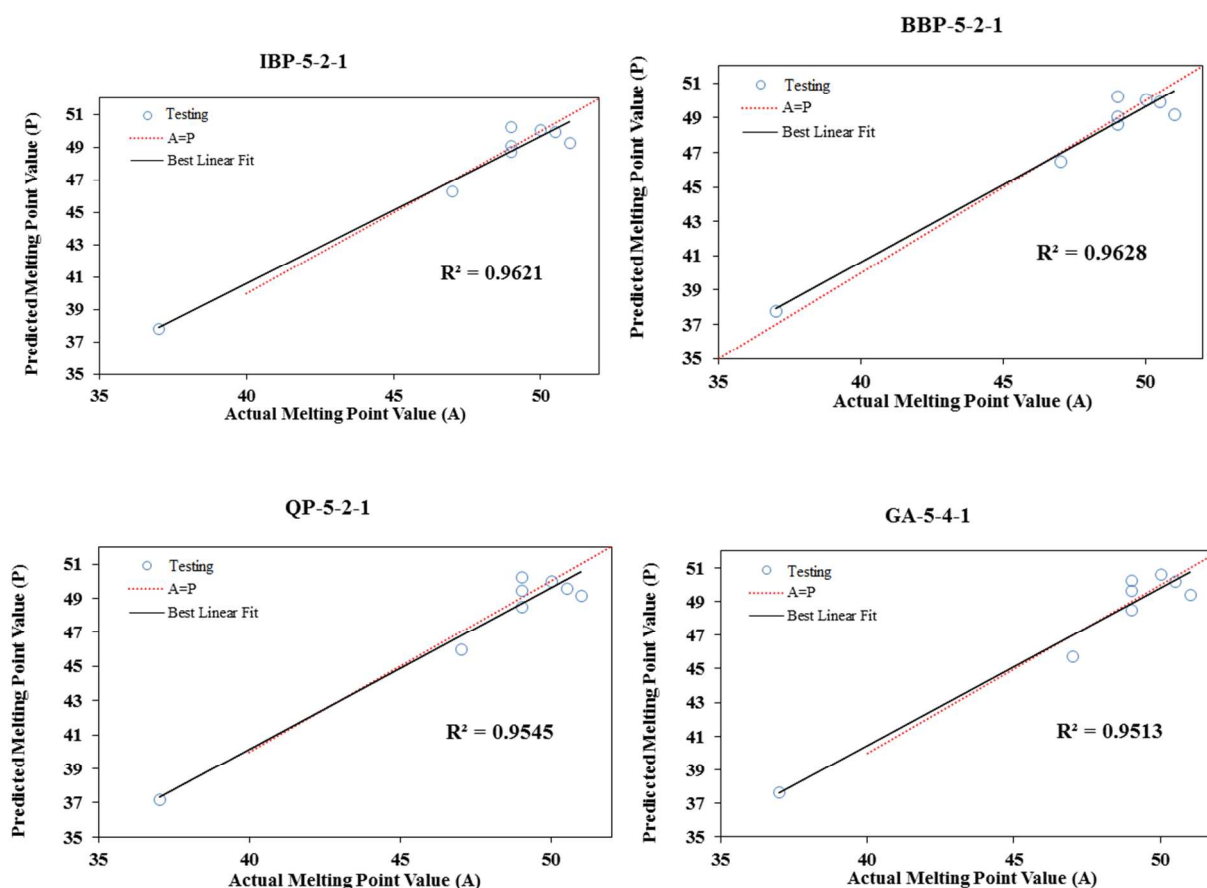 IBP-5-2-1
Predicted Melting Point Value (P)
51
49
47
45
43
41
39
37
35
Testing
A=P
Best Linear Fit
R² = 0.9621
35
40
45
50
Actual Melting Point Value (A)
BBP-5-2-1
Predicted Melting Point Value (P)
51
49
47
45
43
41
39
37
35
Testing
A=P
Best Linear Fit
R² = 0.9628
35
40
45
50
Actual Melting Point Value (A)
QP-5-2-1
Predicted Melting Point Value (P)
51
49
47
45
43
41
39
37
35
Testing
A=P
Best Linear Fit
R² = 0.9545
35
40
45
50
Actual Melting Point Value (A)
GA-5-4-1
Prediccted Melting Point Value (P)
51
49
47
45
43
41
39
37
35
Testing
A=P
Best Linear Fit
R² = 0.9513
35
40
45
50
Actual Melting Point Value (A)